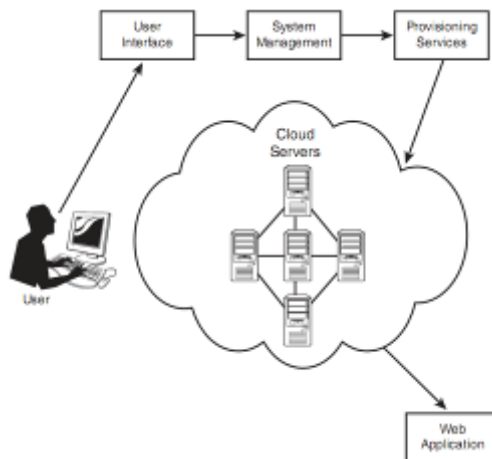 User
Interface
System
Management
Provisioning
Services
Cloud
Servers
User
Web
Application